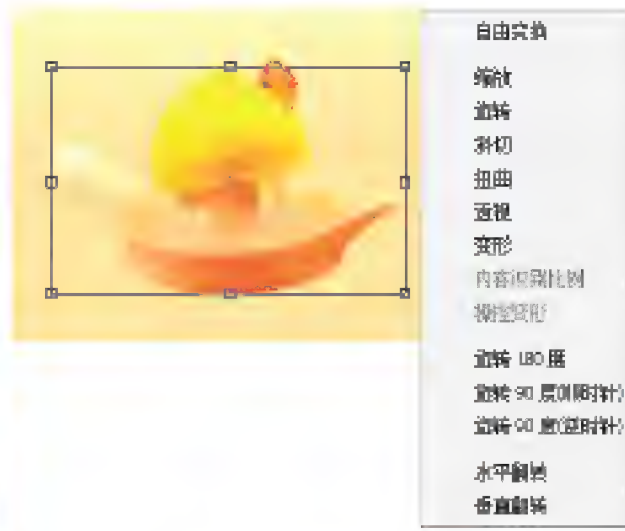 自由变换
缩放
旋转
斜切
扭曲
透视
变形
内容识别比例
操控变形
旋转 180 度
旋转 90 度(顺时针)
旋转 90 度(逆时针)
水平翻转
垂直翻转